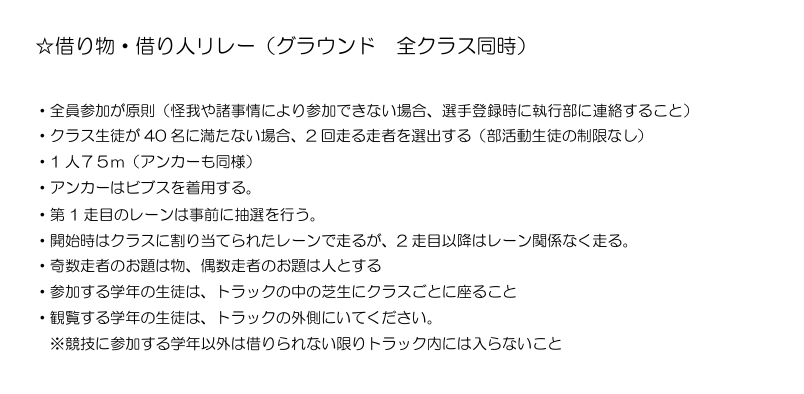 ☆借り物・借り人リレー（グラウンド　全クラス同時）
・全員参加が原則（怪我や諸事情により参加できない場合、選手登録時に執行部に連絡すること）
・クラス生徒が 40 名に満たない場合、2 回走る走者を選出する（部活動生徒の制限なし）
・1 人７５ｍ（アンカーも同様）
・アンカーはビブスを着用する。
・第 1 走目のレーンは事前に抽選を行う。
・開始時はクラスに割り当てられたレーンで走るが、2 走目以降はレーン関係なく走る。
・奇数走者のお題は物、偶数走者のお題は人とする
・参加する学年の生徒は、トラックの中の芝生にクラスごとに座ること
・観覧する学年の生徒は、トラックの外側にいてください。
※競技に参加する学年以外は借りられない限りトラック内には入らないこと